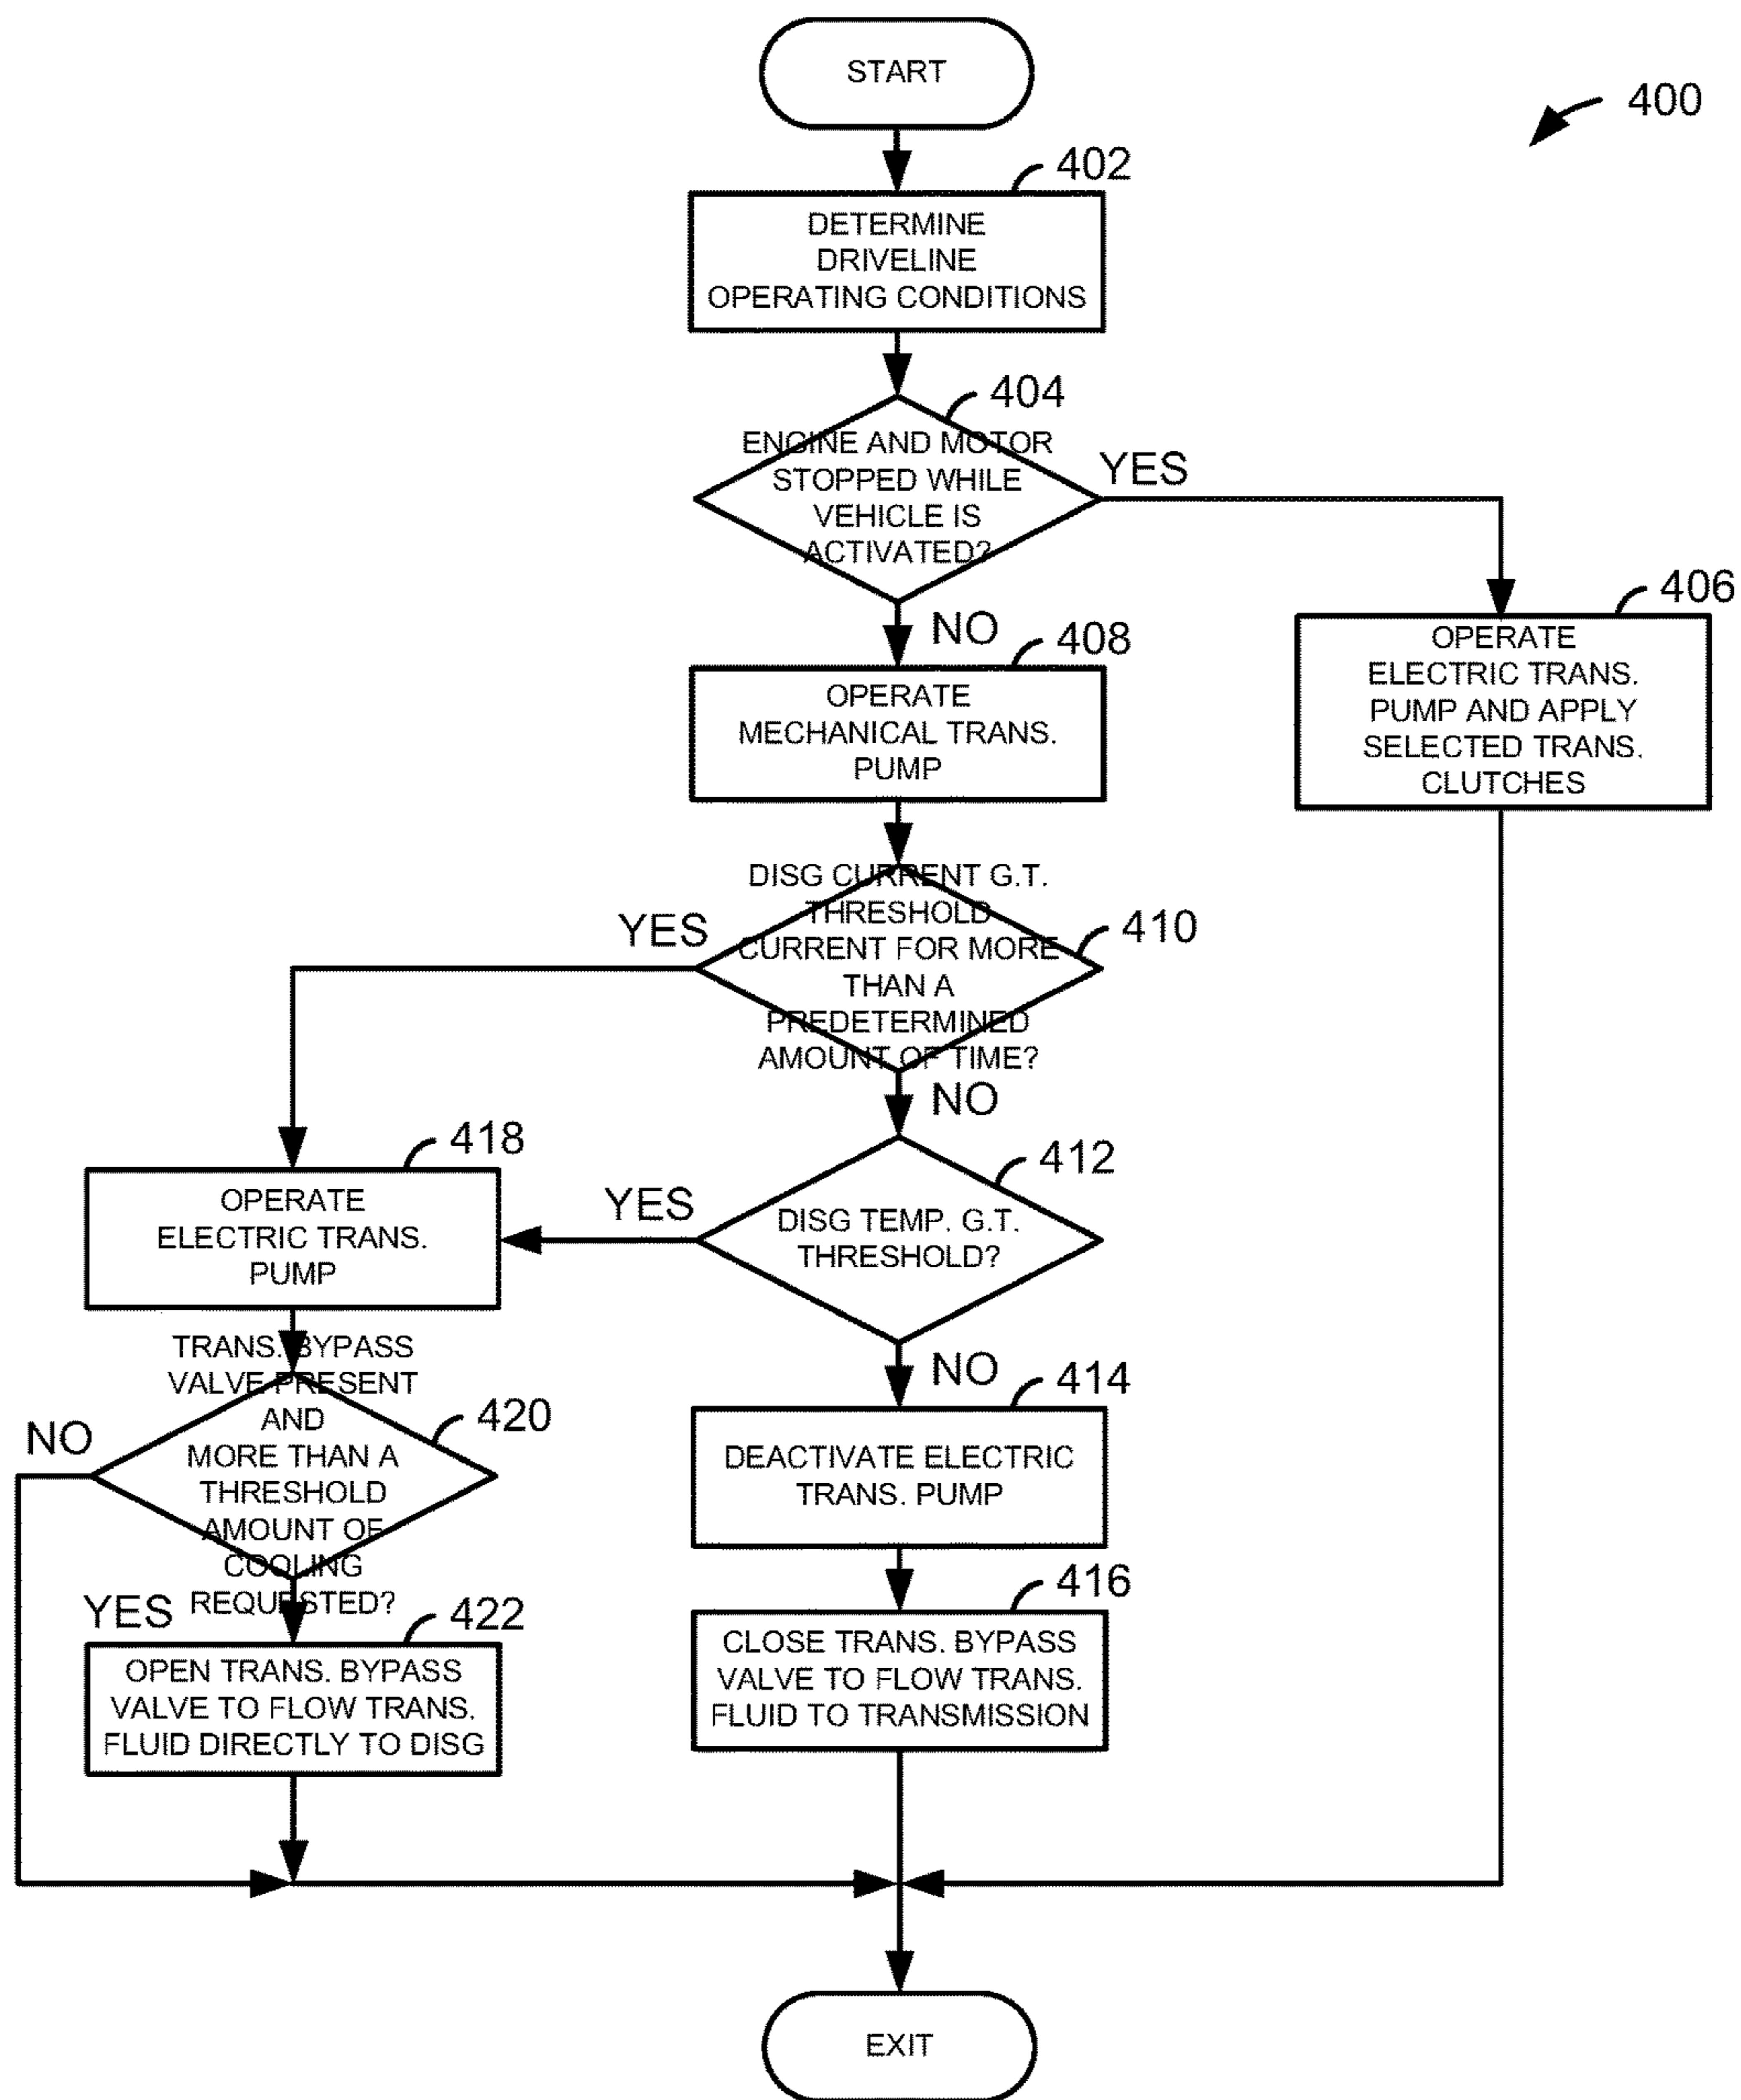 START
400
402
DETERMINE
DRIVELINE
OPERATING CONDITIONS
404
ENGINE AND MOTOR
STOPPED WHILE
VEHICLE IS
ACTIVATED?
YES
NO
406
OPERATE
ELECTRIC TRANS.
PUMP AND APPLY
SELECTED TRANS.
CLUTCHES
408
OPERATE
MECHANICAL TRANS.
PUMP
410
DISG CURRENT G.T.
THRESHOLD
CURRENT FOR MORE
THAN A
PREDETERMINED
AMOUNT OF TIME?
YES
NO
412
DISG TEMP. G.T.
THRESHOLD?
YES
NO
418
OPERATE
ELECTRIC TRANS.
PUMP
414
DEACTIVATE ELECTRIC
TRANS. PUMP
420
TRANS. BYPASS
VALVE PRESENT
AND
MORE THAN A
THRESHOLD
AMOUNT OF
COOLING
REQUESTED?
NO
YES
416
CLOSE TRANS. BYPASS
VALVE TO FLOW TRANS.
FLUID TO TRANSMISSION
422
OPEN TRANS. BYPASS
VALVE TO FLOW TRANS.
FLUID DIRECTLY TO DISG
EXIT